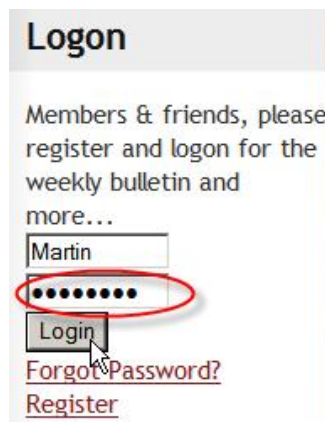 Logon
Members & friends, please
register and logon for the
weekly bulletin and
more...
Martin
●●●●●●●●
Login
Forgot Password?
Register